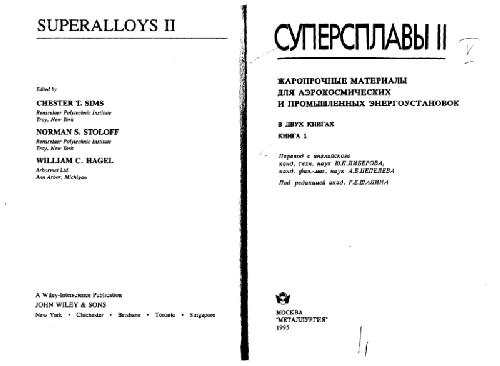 SUPERALLOYS II
Edited by
CHESTER T. SIMS
Rensselaer Polytechnic Institute
Troy, New York
NORMAN S. STOLOFF
Rensselaer Polytechnic Institute
Troy, New York
WILLIAM C. HAGEL
Arbormet Ltd.
Ann Arbor, Michigan
A Wiley-Interscience Publication
JOHN WILEY & SONS
New York • Chichester • Brisbane • Toronto • Singapore
СУПЕРСПЛАВЫ II
ЖАРОПРОЧНЫЕ МАТЕРИАЛЫ
ДЛЯ АЭРОКОСМИЧЕСКИХ
И ПРОМЫШЛЕННЫХ ЭНЕРГОУСТАНОВОК
В ДВУХ КНИГАХ
КНИГА 1
Перевод с английского
канд. техн. наук Ю.П.ЛИБЕРОВА,
канд. физ.-мат. наук А.Б.ЦЕПЕЛЕВА
Под редакцией акад. Р.Е.ШАЛИНА
МОСКВА
"МЕТАЛЛУРГИЯ"
1995